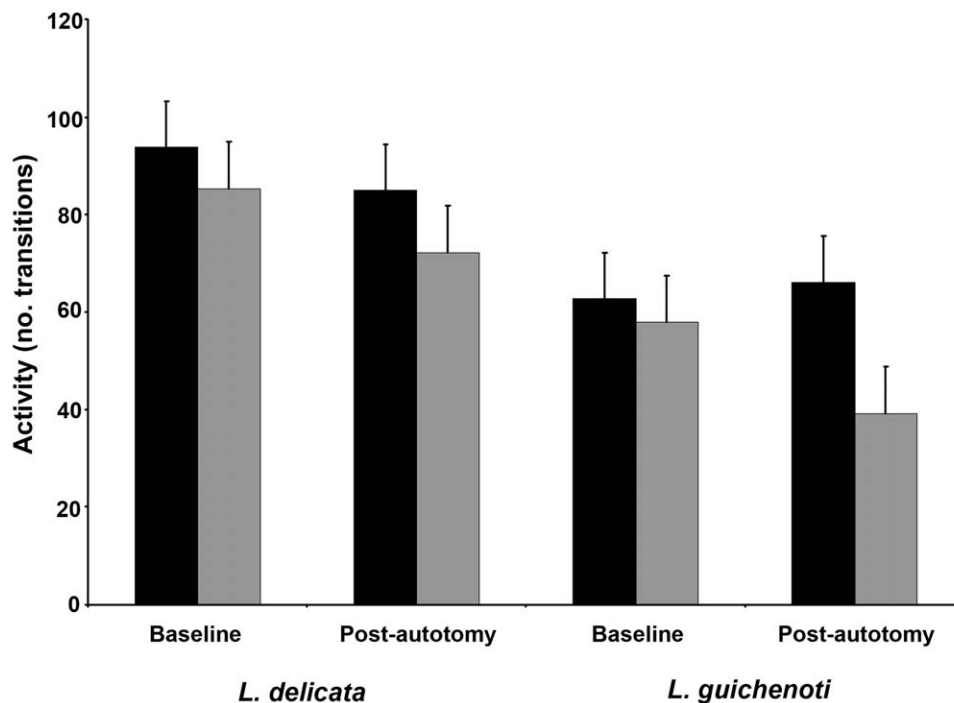 Activity (no. transitions)
120
100
80
60
40
20
0
Baseline
Post-autotomy
Baseline
Post-autotomy
L. delicata
L. guichenoti